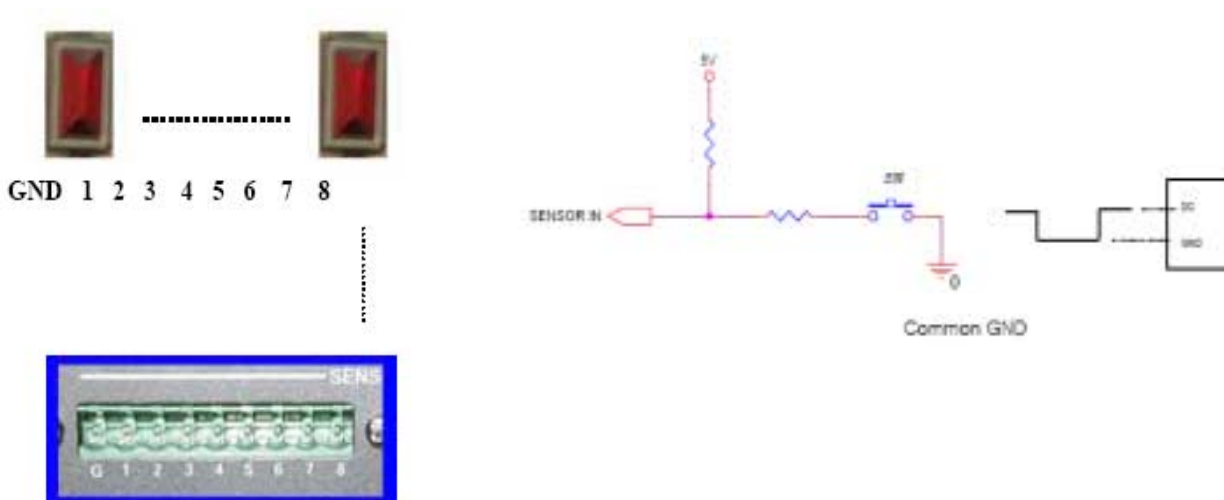 GND 1 2 3 4 5 6 7 8
5V
SENSOR IN
SW
0
Common GND
GND
SENS
G 1 2 3 4 5 6 7 8